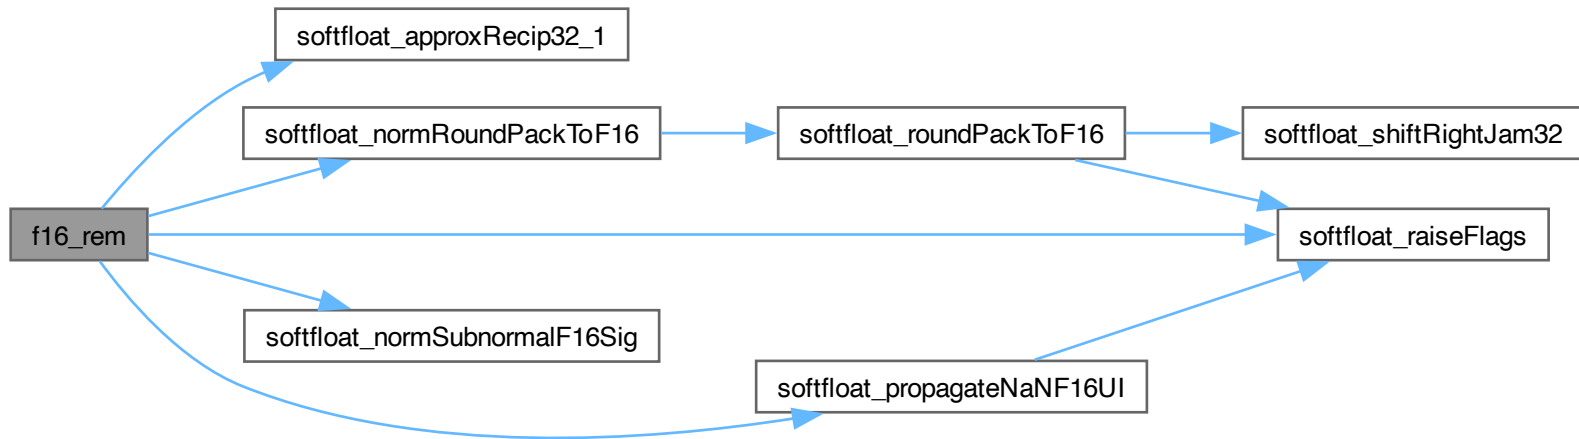 softfloat_approxRecip32_1
softfloat_normRoundPackToF16
softfloat_roundPackToF16
softfloat_shiftRightJam32
f16_rem
softfloat_raiseFlags
softfloat_normSubnormalF16Sig
softfloat_propagateNaNF16UI